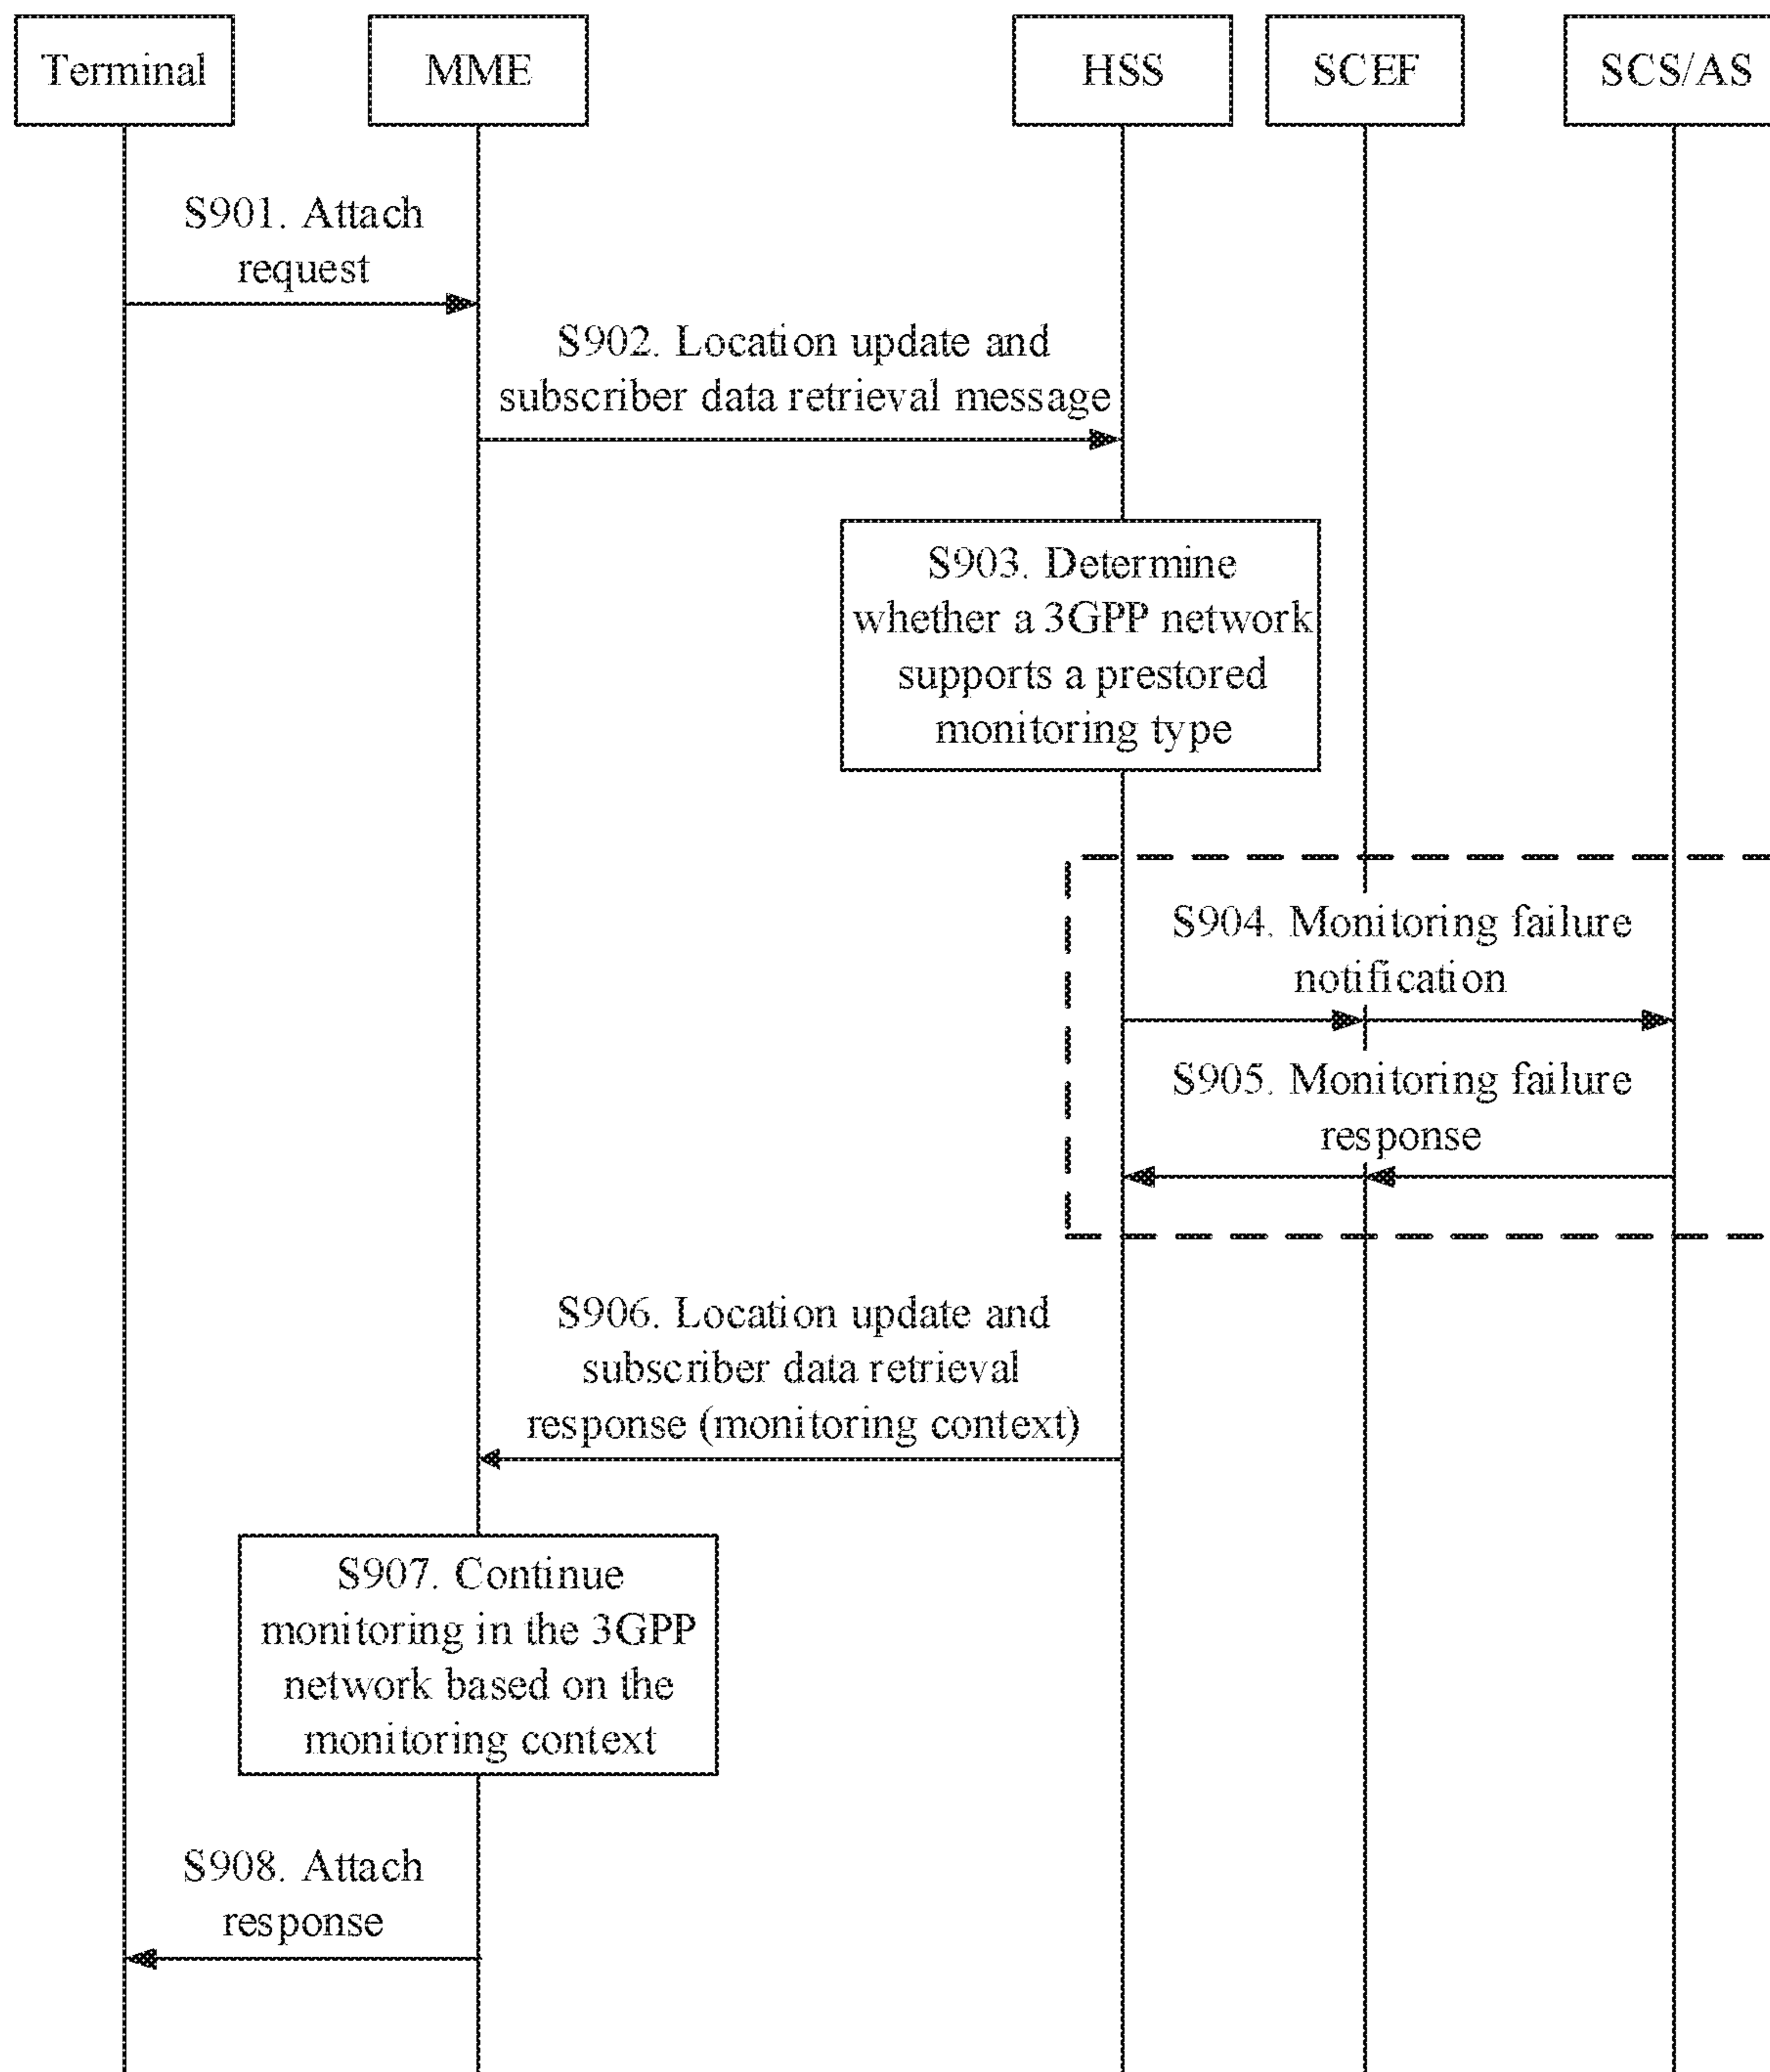 Terminal
MME
HSS
SCEF
SCS/AS
S901. Attach
request
S902. Location update and
subscriber data retrieval message
S903. Determine
whether a 3GPP network
supports a prestored
monitoring type
S904. Monitoring failure
notification
S905. Monitoring failure
response
S906. Location update and
subscriber data retrieval
response (monitoring context)
S907. Continue
monitoring in the 3GPP
network based on the
monitoring context
S908. Attach
response